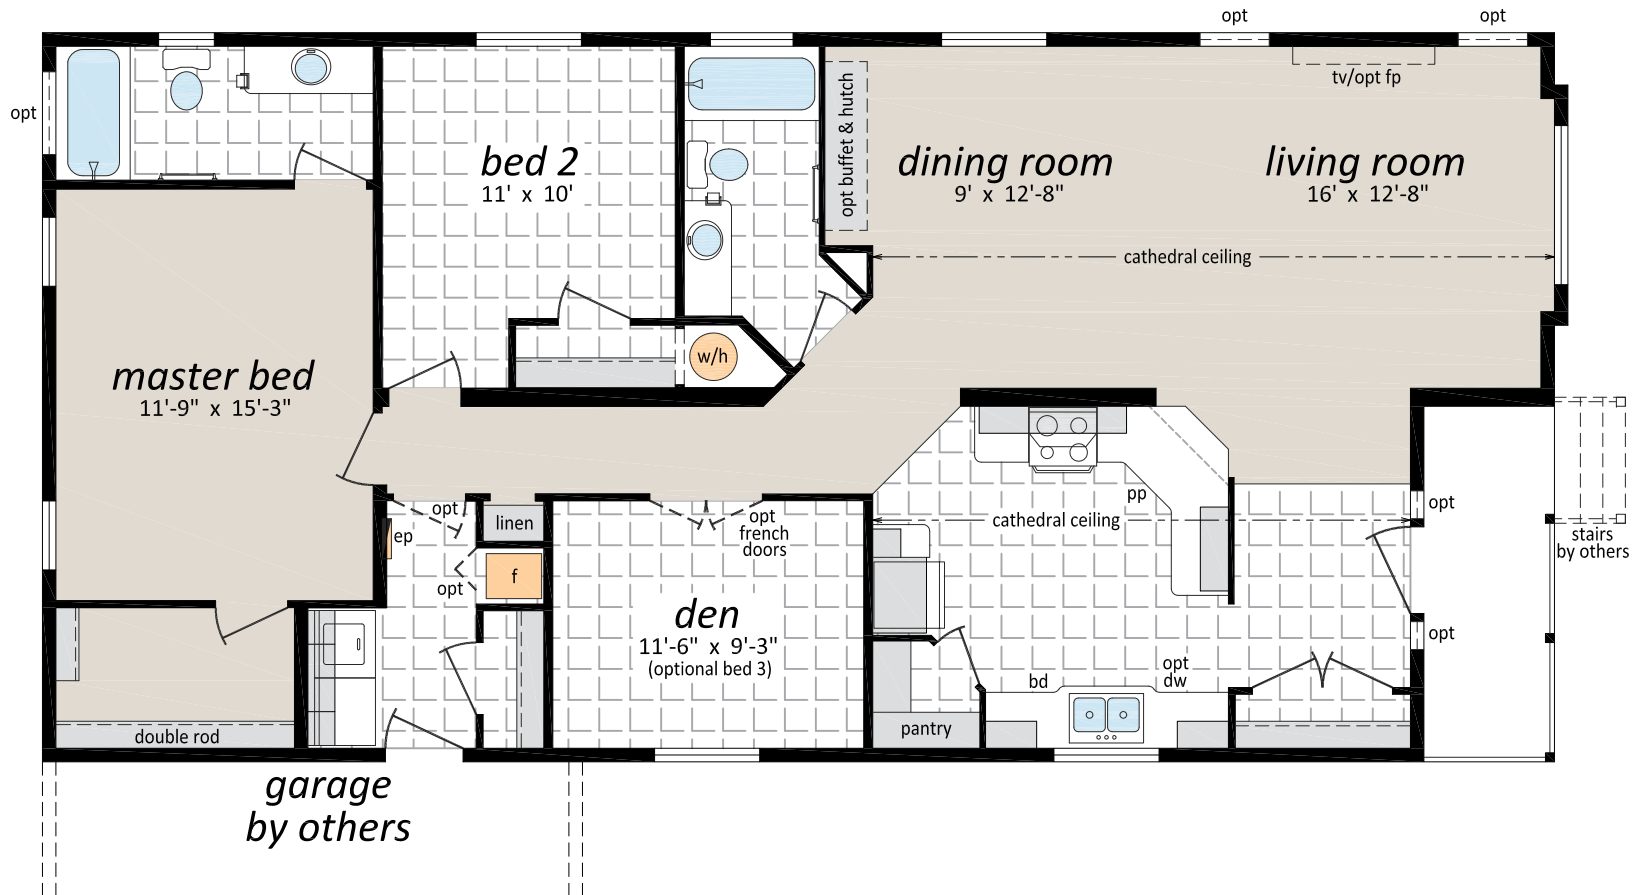 opt
opt
tv/opt fp
opt
opt buffet & hutch
bed 2
11' x 10'
dining room
9' x 12'-8"
living room
16' x 12'-8"
cathedral ceiling
w/h
master bed
11'-9" x 15'-3"
pp
opt
linen
opt
french
doors
cathedral ceiling
opt
ep
stairs
by others
f
opt
den
11'-6" x 9'-3"
(optional bed 3)
opt
opt
dw
bd
pantry
double rod
garage
by others